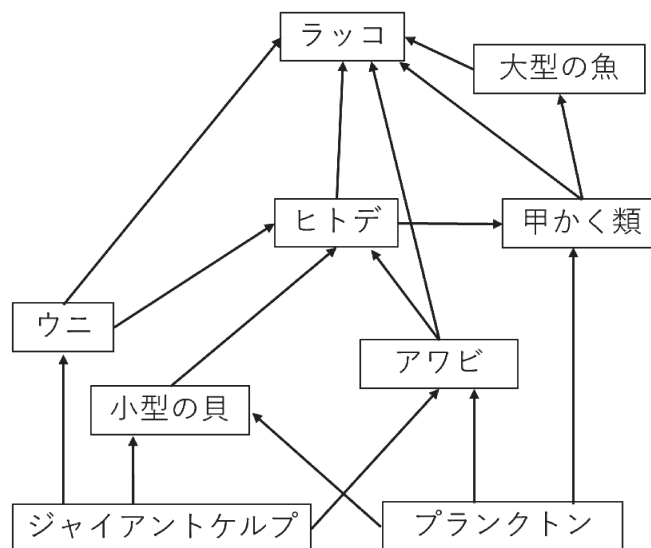 ラッコ
大型の魚
ヒトデ
甲かく類
ウニ
アワビ
小型の貝
ジャイアントケルプ
プランクトン